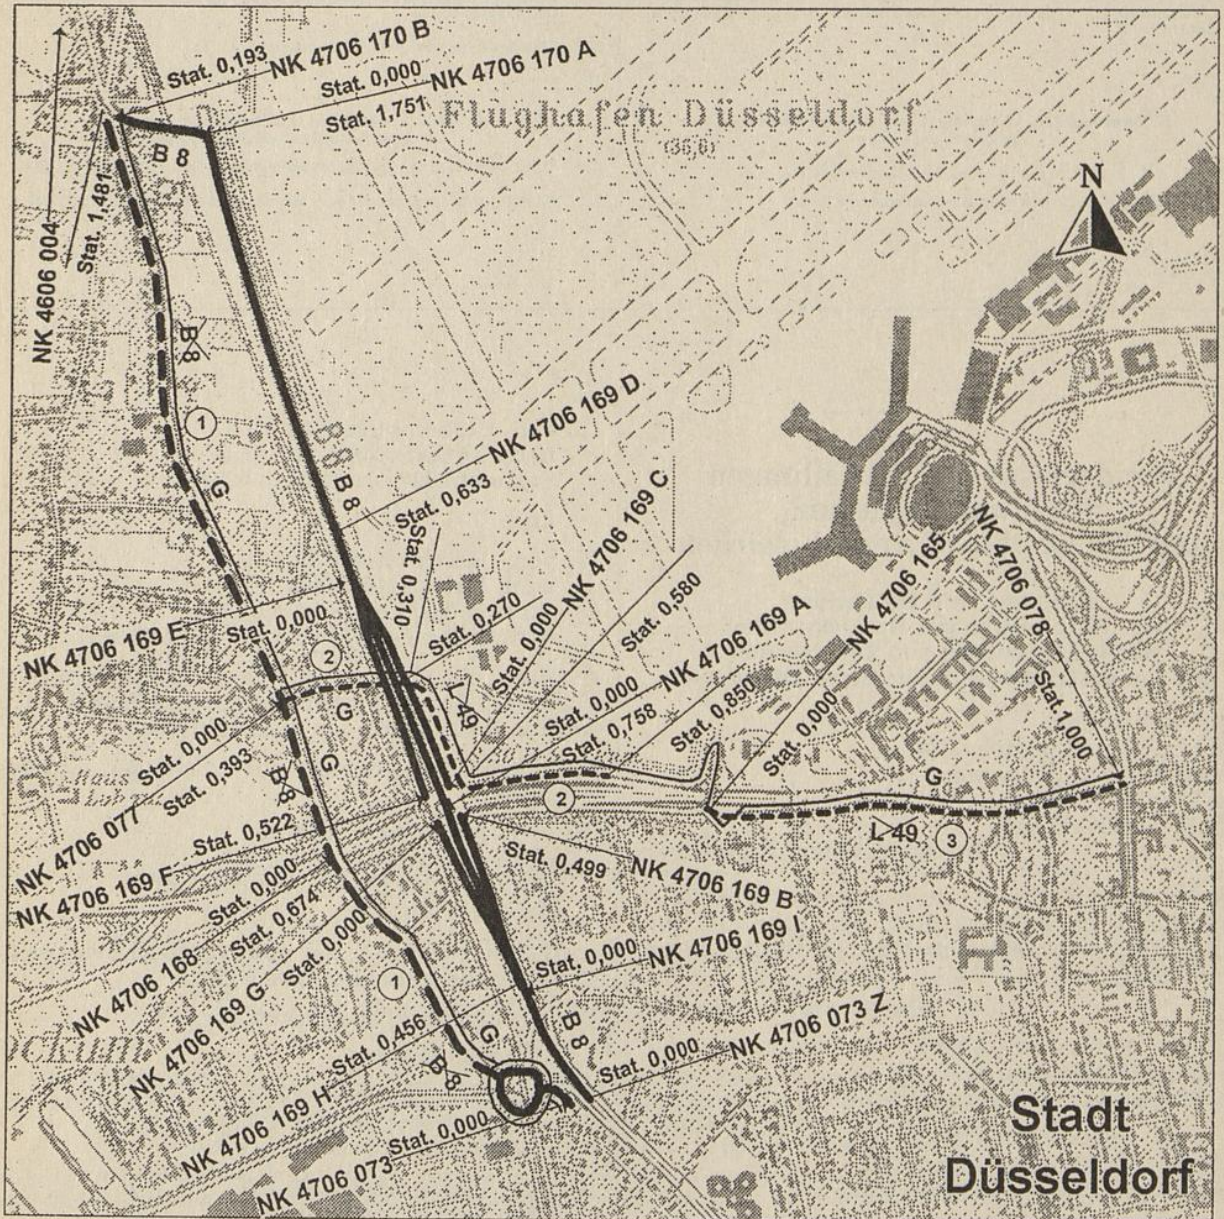 Stat. 0,193
NK 4706 170 B
Stat. 0,000
NK 4706 170 A
Stat. 1,751
Flughafen Düsseldorf
(36,6)
B 8
N
Stat. 1,481
NK 4606 004
B 8
1
G
B 8
B 8
NK 4706 169 D
Stat. 0,633
Stat. 0,310
NK 4706 169 C
Stat. 0,270
Stat. 0,000
Stat. 0,580
NK 4706 165
NK 4706 078
NK 4706 169 E
Stat. 0,000
2
G
L 49
NK 4706 169 A
Stat. 0,000
Stat. 0,758
Stat. 0,850
Stat. 0,000
Stat. 1,000
Stat. 0,000
Stat. 0,393
NK 4706 077
Haus
B 8
G
2
G
L 49
3
Stat. 0,522
NK 4706 169 F
Stat. 0,000
Stat. 0,674
NK 4706 168
Stat. 0,000
NK 4706 169 G
Stat. 0,499
NK 4706 169 B
Stat. 0,000
NK 4706 169 I
1
ockum
Stat. 0,456
NK 4706 169 H
G
B 8
B 8
Stat. 0,000
NK 4706 073 Z
Stat. 0,000
NK 4706 073
Stadt
Düsseldorf